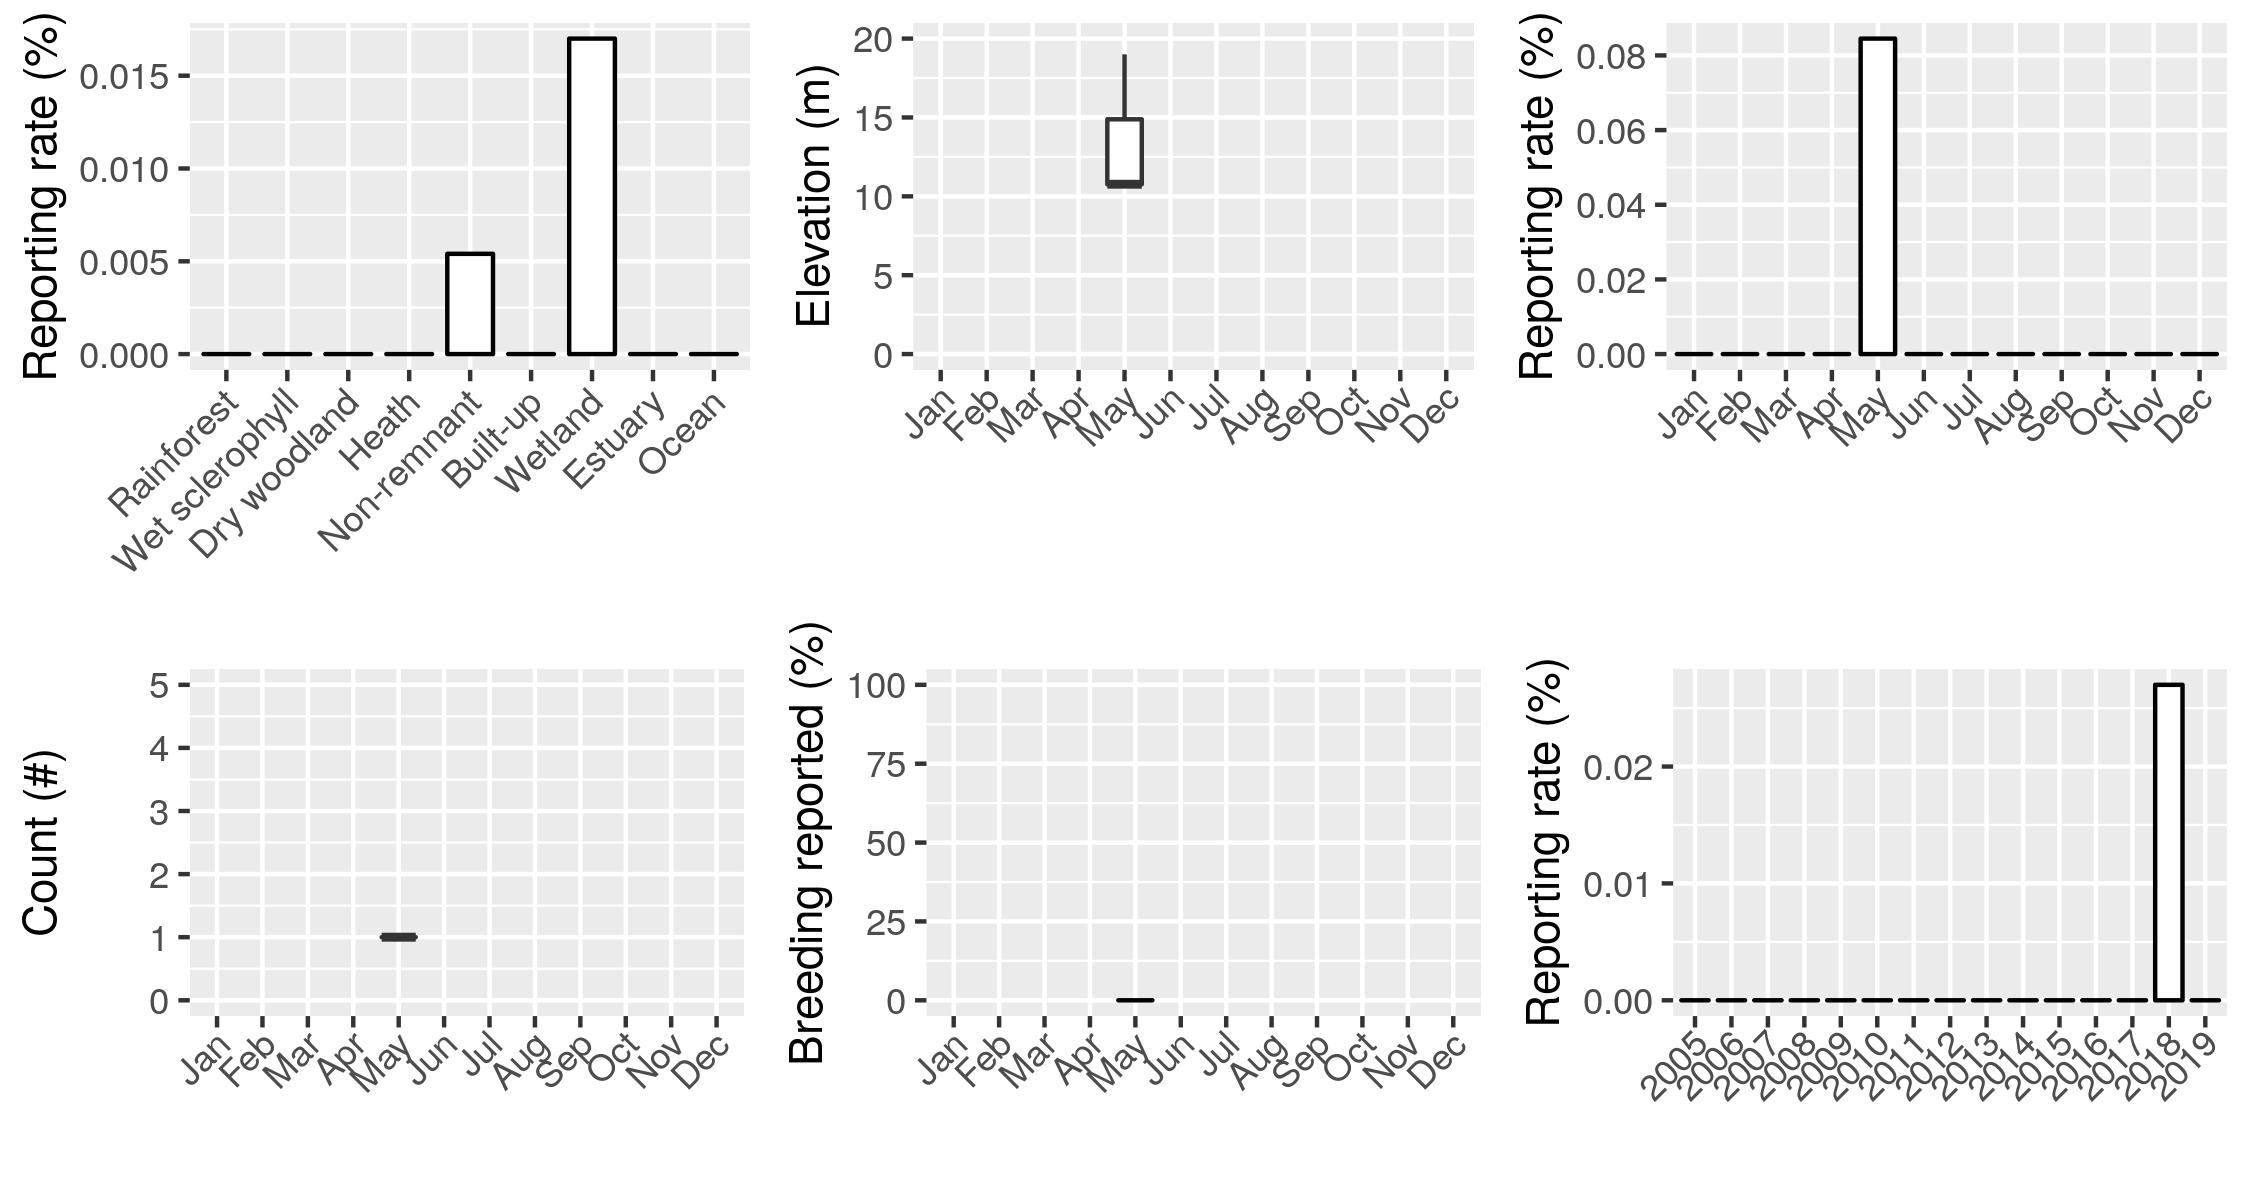 Reporting rate (%)
0.015
0.010
0.005
0.000
Rainforest
Wet sclerophyll
Dry woodland
Heath
Non-remnant
Built-up
Wetland
Estuary
Ocean
Elevation (m)
20
15
10
5
0
Jan
Feb
Mar
Apr
May
Jun
Jul
Aug
Sep
Oct
Nov
Dec
Reporting rate (%)
0.08
0.06
0.04
0.02
0.00
Jan
Feb
Mar
Apr
May
Jun
Jul
Aug
Sep
Oct
Nov
Dec
Count (#)
5
4
3
2
1
0
Jan
Feb
Mar
Apr
May
Jun
Jul
Aug
Sep
Oct
Nov
Dec
Breeding reported (%)
100
75
50
25
0
Jan
Feb
Mar
Apr
May
Jun
Jul
Aug
Sep
Oct
Nov
Dec
Reporting rate (%)
0.02
0.01
0.00
2005
2006
2007
2008
2009
2010
2011
2012
2013
2014
2015
2016
2017
2018
2019